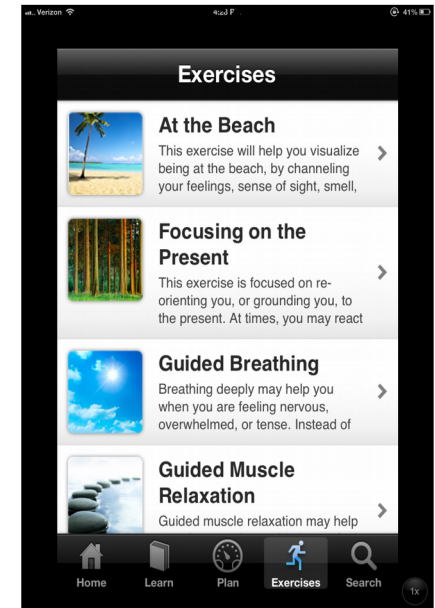 Verizon
41%
Exercises
At the Beach
This exercise will help you visualize
being at the beach, by channeling
your feelings, sense of sight, smell,
Focusing on the
Present
This exercise is focused on re-
orienting you, or grounding you, to
the present. At times, you may react
Guided Breathing
Breathing deeply may help you
when you are feeling nervous,
overwhelmed, or tense. Instead of
Guided Muscle
Relaxation
Guided muscle relaxation may help
Home Learn Plan Exercises Search
1x